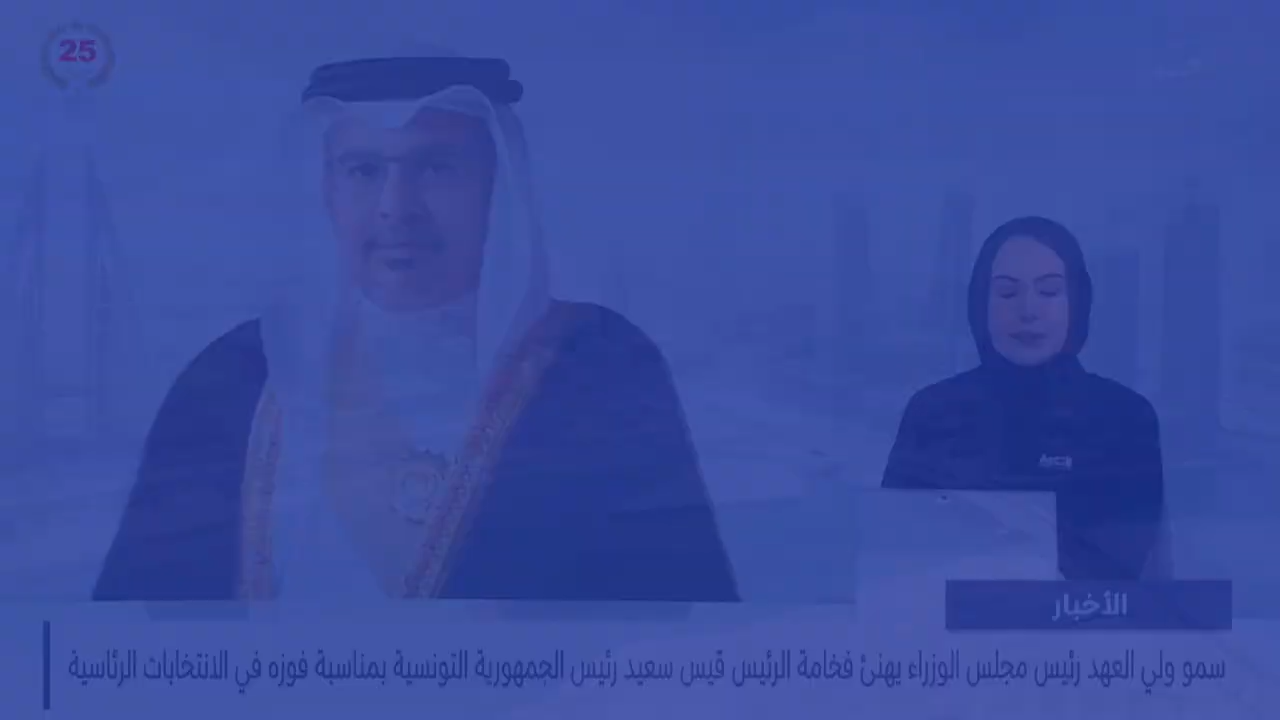 25
الأخبار
سمو ولي العهد رئيس مجلس الوزراء يهنئ فخامة الرئيس قيس سعيد رئيس الجمهورية التونسية بمناسبة فوزه في الانتخابات الرئاسية